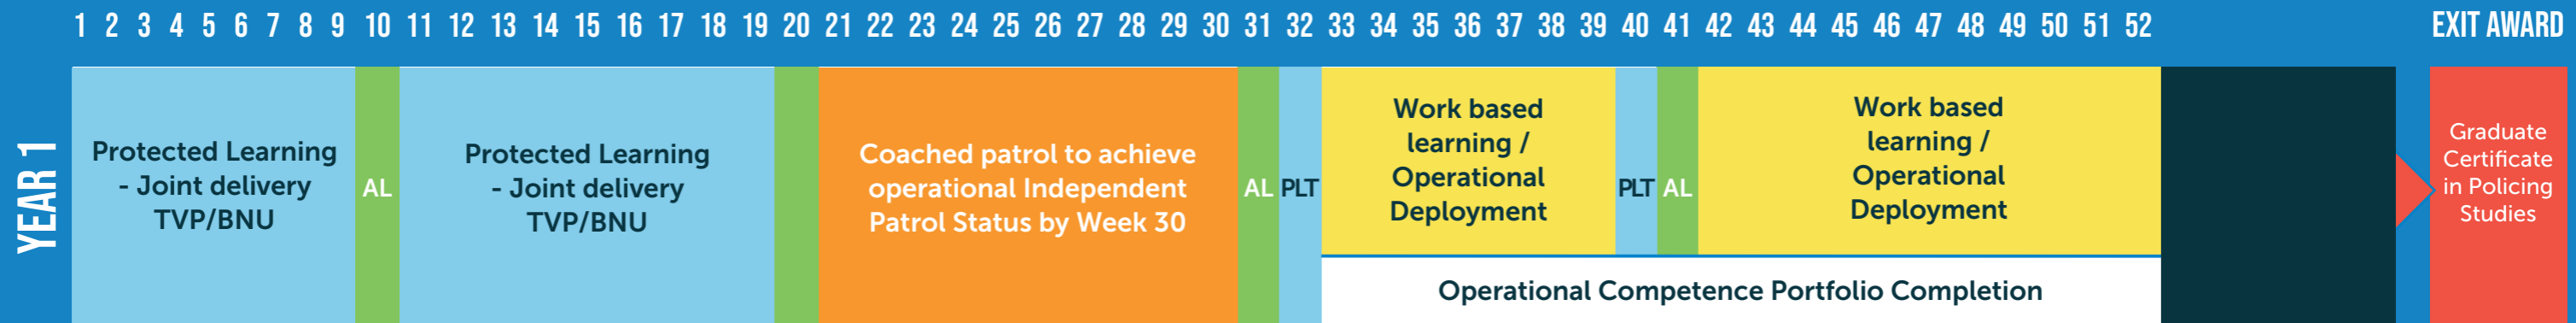 1 2 3 4 5 6 7 8 9 10 11 12 13 14 15 16 17 18 19 20 21 22 23 24 25 26 27 28 29 30 31 32 33 34 35 36 37 38 39 40 41 42 43 44 45 46 47 48 49 50 51 52 EXIT AWARD
YEAR 1
Protected Learning
- Joint delivery
TVP/BNU
AL
Protected Learning
- Joint delivery
TVP/BNU
Coached patrol to achieve
operational Independent
Patrol Status by Week 30
AL
PLT
Work based
learning /
Operational
Deployment
PLT
AL
Work based
learning /
Operational
Deployment
Operational Competence Portfolio Completion
Graduate
Certificate
in Policing
Studies